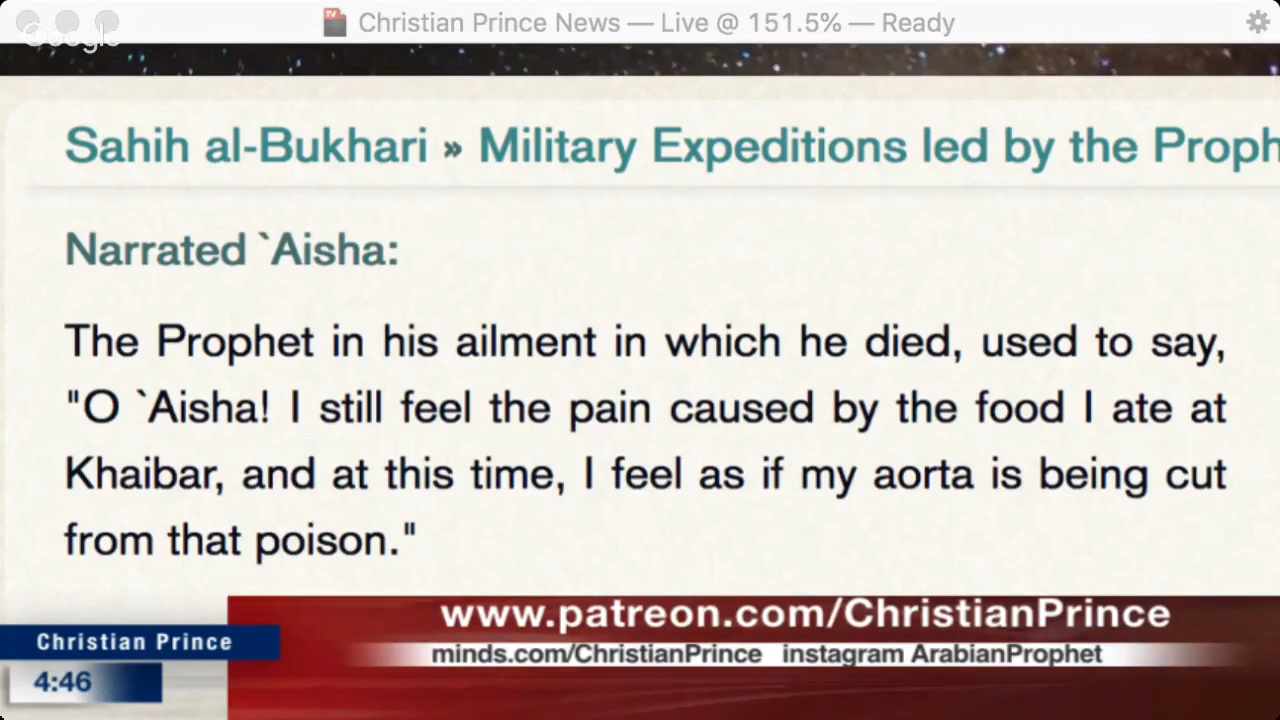 Christian Prince News — Live @ 151.5% — Ready
Google
Sahih al-Bukhari » Military Expeditions led by the Proph
Narrated `Aisha:
The Prophet in his ailment in which he died, used to say,
"O `Aisha! I still feel the pain caused by the food I ate at
Khaibar, and at this time, I feel as if my aorta is being cut
from that poison."
www.patreon.com/ChristianPrince
Christian Prince
minds.com/ChristianPrince instagram ArabianProphet
4:46